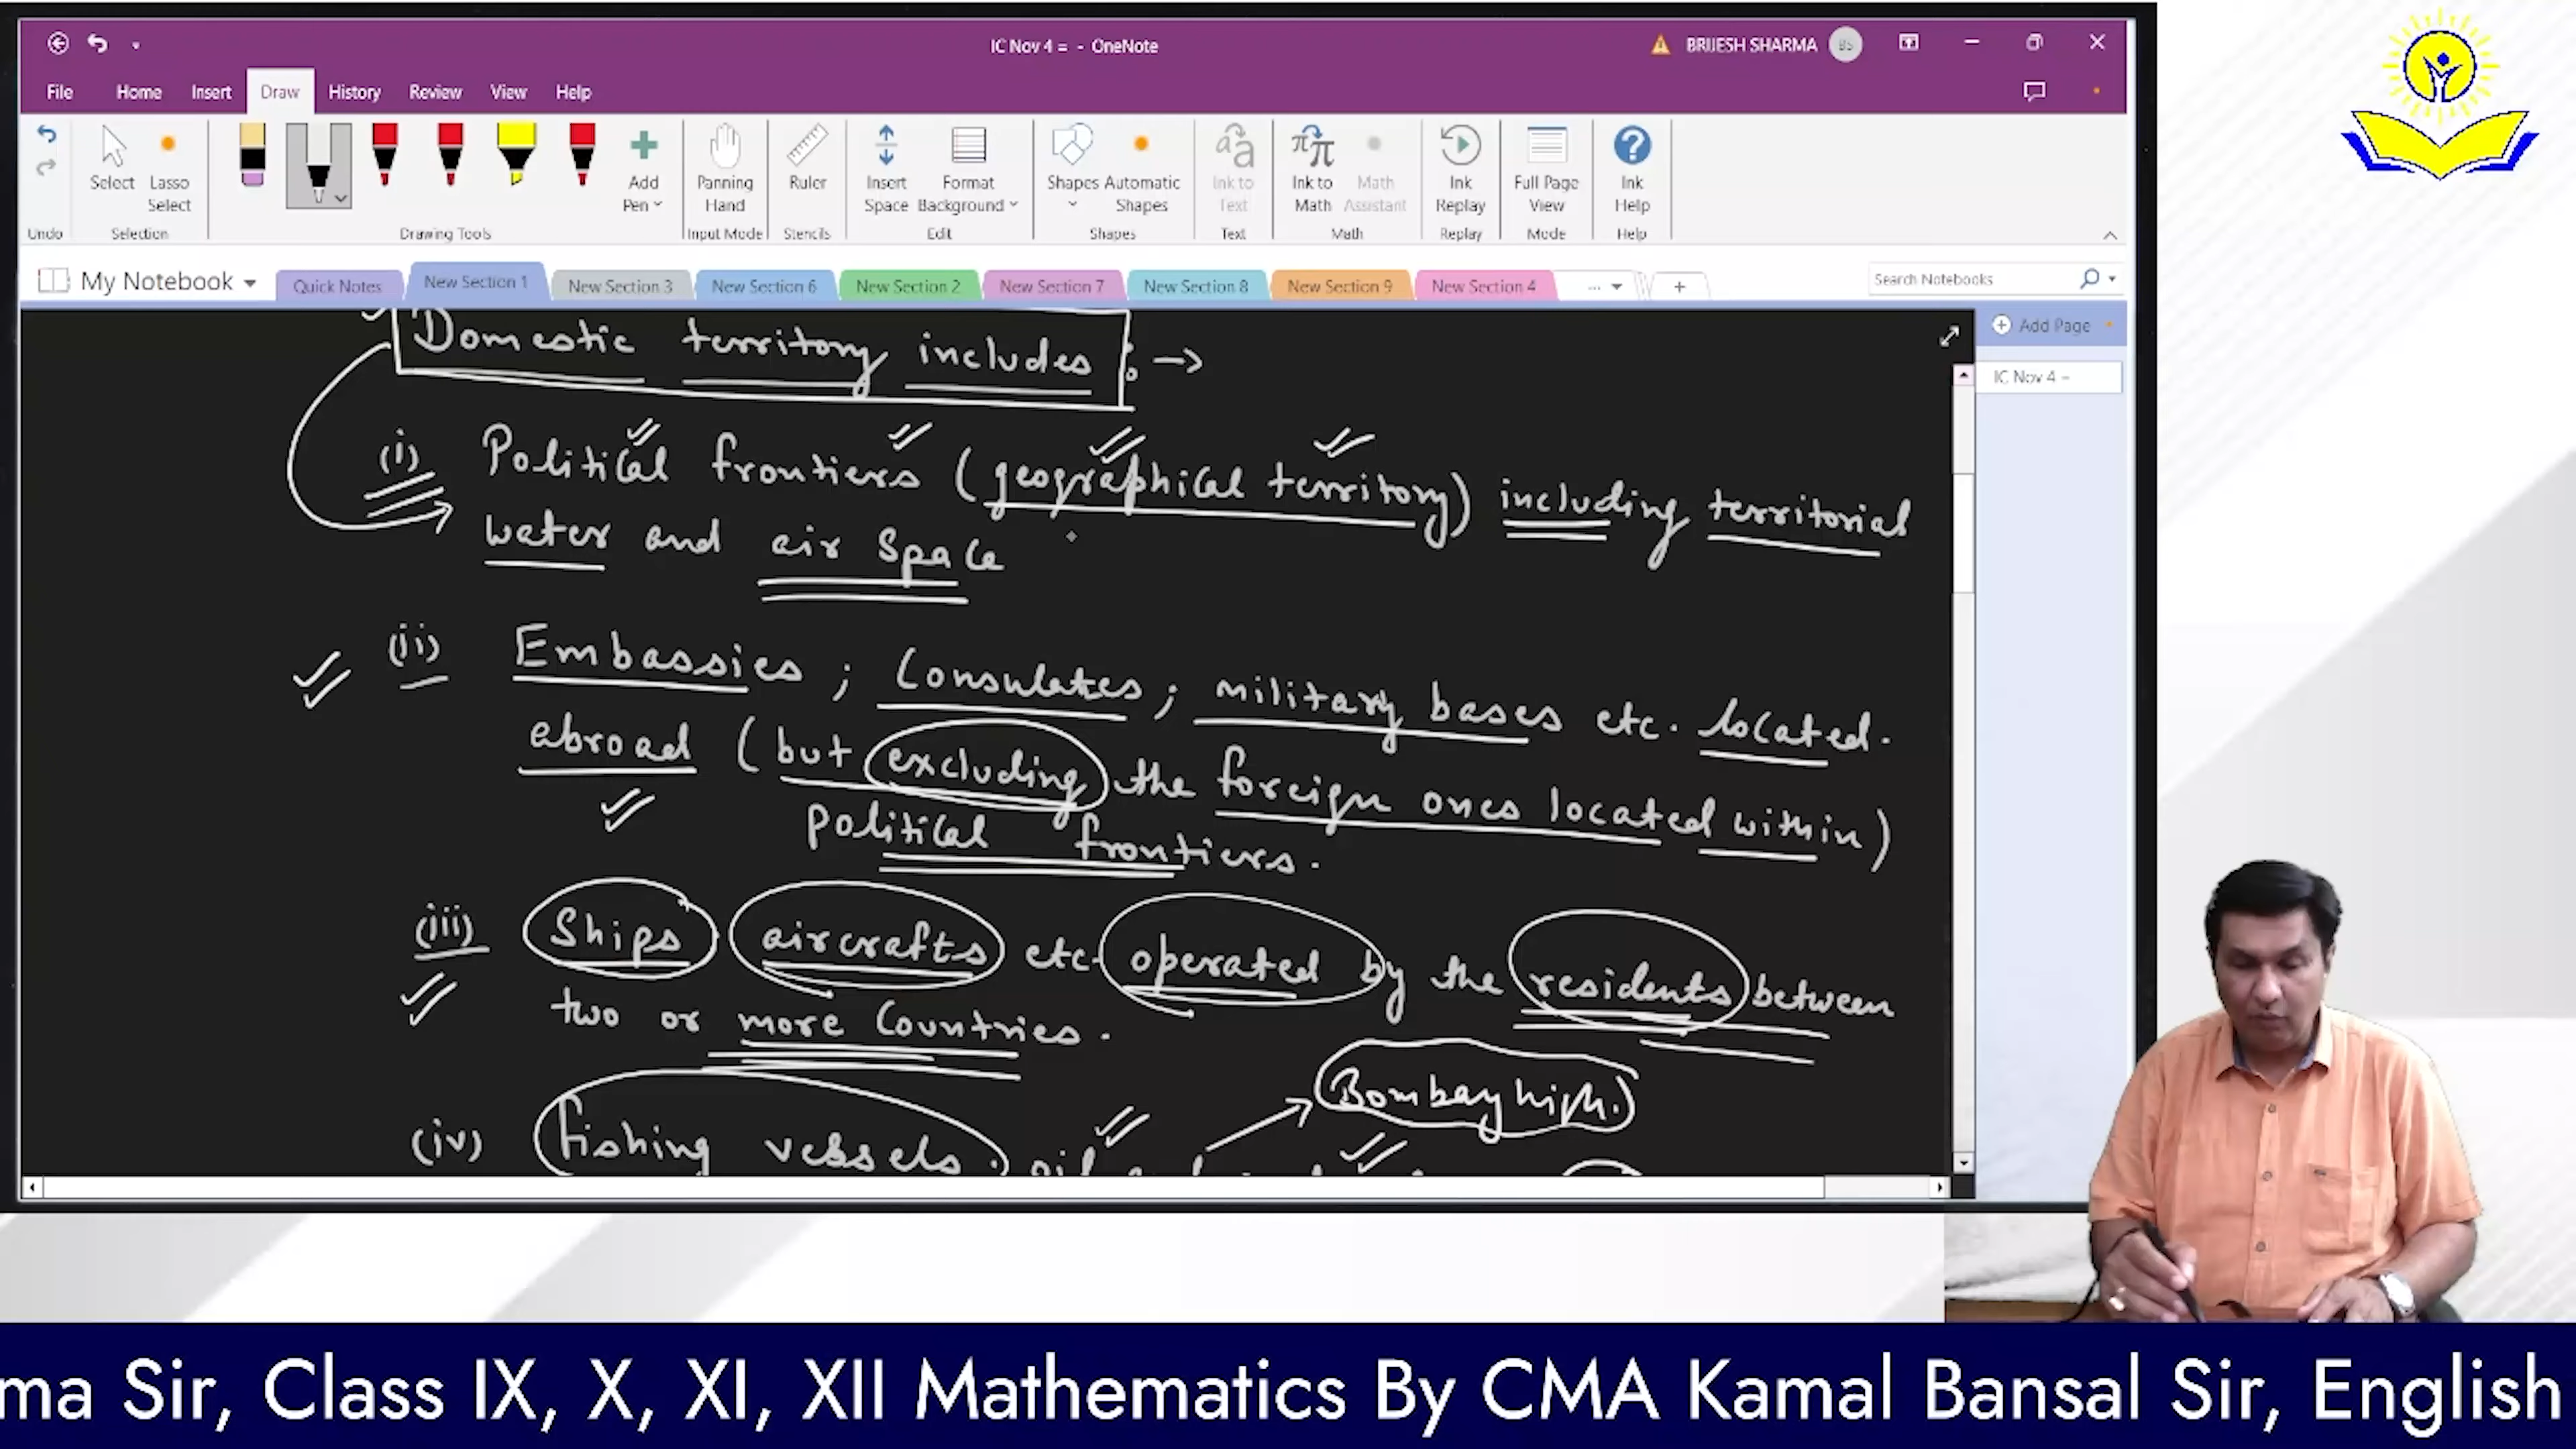 IC Nov 4 = - OneNote
BRIJESH SHARMA
BS
File Home Insert Draw History Review View Help
Select
Lasso Select
Add Pen
Panning Hand
Ruler
Insert Space
Format Background
Shapes
Automatic Shapes
Ink to Text
Ink to Math
Math Assistant
Ink Replay
Full Page View
Ink Help
Undo Selection Drawing Tools Input Mode Stencils Edit Shapes Text Math Replay Mode Help
My Notebook Quick Notes New Section 1 New Section 3 New Section 6 New Section 2 New Section 7 New Section 8 New Section 9 New Section 4 ... +
Search Notebooks
Add Page
IC Nov 4 =
Domestic territory includes :→
(i) Political frontiers (geographical territory) including territorial
water and air space
(ii) Embassies ; Consulates ; military bases etc. located.
abroad (but excluding the foreign ones located within)
political frontiers.
(iii) Ships aircrafts etc. operated by the residents between
two or more Countries.
Bombay high.
(iv) fishing vessels.
ma Sir, Class IX, X, XI, XII Mathematics By CMA Kamal Bansal Sir, English